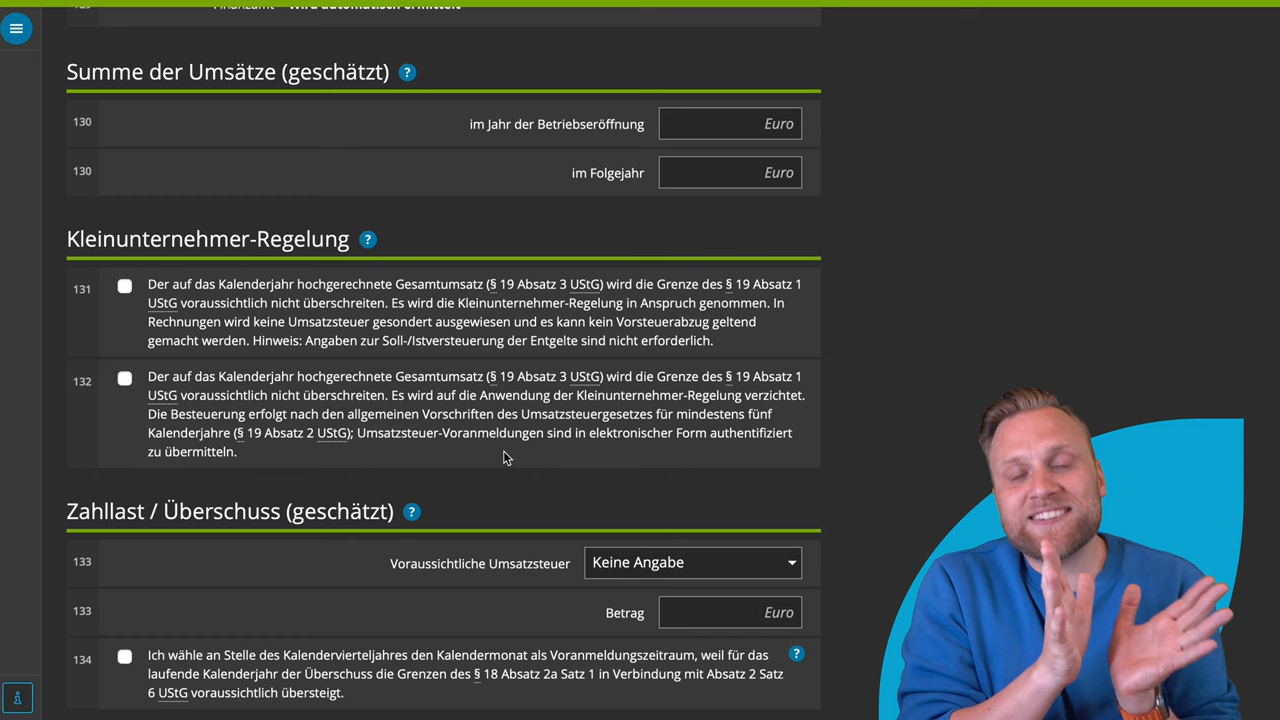 Finanzamt wird automatisch ermittelt
Summe der Umsätze (geschätzt) ?
130 im Jahr der Betriebseröffnung Euro
130 im Folgejahr Euro
Kleinunternehmer-Regelung ?
131 Der auf das Kalenderjahr hochgerechnete Gesamtumsatz (§ 19 Absatz 3 UStG) wird die Grenze des § 19 Absatz 1
UStG voraussichtlich nicht überschreiten. Es wird die Kleinunternehmer-Regelung in Anspruch genommen. In
Rechnungen wird keine Umsatzsteuer gesondert ausgewiesen und es kann kein Vorsteuerabzug geltend
gemacht werden. Hinweis: Angaben zur Soll-/Istversteuerung der Entgelte sind nicht erforderlich.
132 Der auf das Kalenderjahr hochgerechnete Gesamtumsatz (§ 19 Absatz 3 UStG) wird die Grenze des § 19 Absatz 1
UStG voraussichtlich nicht überschreiten. Es wird auf die Anwendung der Kleinunternehmer-Regelung verzichtet.
Die Besteuerung erfolgt nach den allgemeinen Vorschriften des Umsatzsteuergesetzes für mindestens fünf
Kalenderjahre (§ 19 Absatz 2 UStG); Umsatzsteuer-Voranmeldungen sind in elektronischer Form authentifiziert
zu übermitteln.
Zahllast / Überschuss (geschätzt) ?
133 Voraussichtliche Umsatzsteuer Keine Angabe
133 Betrag Euro
134 Ich wähle an Stelle des Kalendervierteljahres den Kalendermonat als Voranmeldungszeitraum, weil für das ?
laufende Kalenderjahr der Überschuss die Grenzen des § 18 Absatz 2a Satz 1 in Verbindung mit Absatz 2 Satz
6 UStG voraussichtlich übersteigt.
i